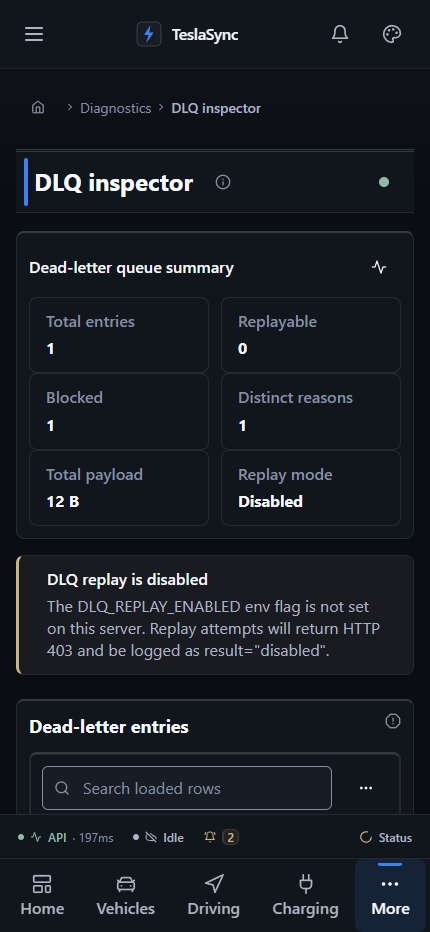 TeslaSync
Diagnostics DLQ inspector
DLQ inspector
Dead-letter queue summary
Total entries
1
Replayable
0
Blocked
1
Distinct reasons
1
Total payload
12 B
Replay mode
Disabled
DLQ replay is disabled
The DLQ_REPLAY_ENABLED env flag is not set
on this server. Replay attempts will return HTTP
403 and be logged as result="disabled".
Dead-letter entries
Search loaded rows
API · 197ms
Idle
2
Status
Home
Vehicles
Driving
Charging
More